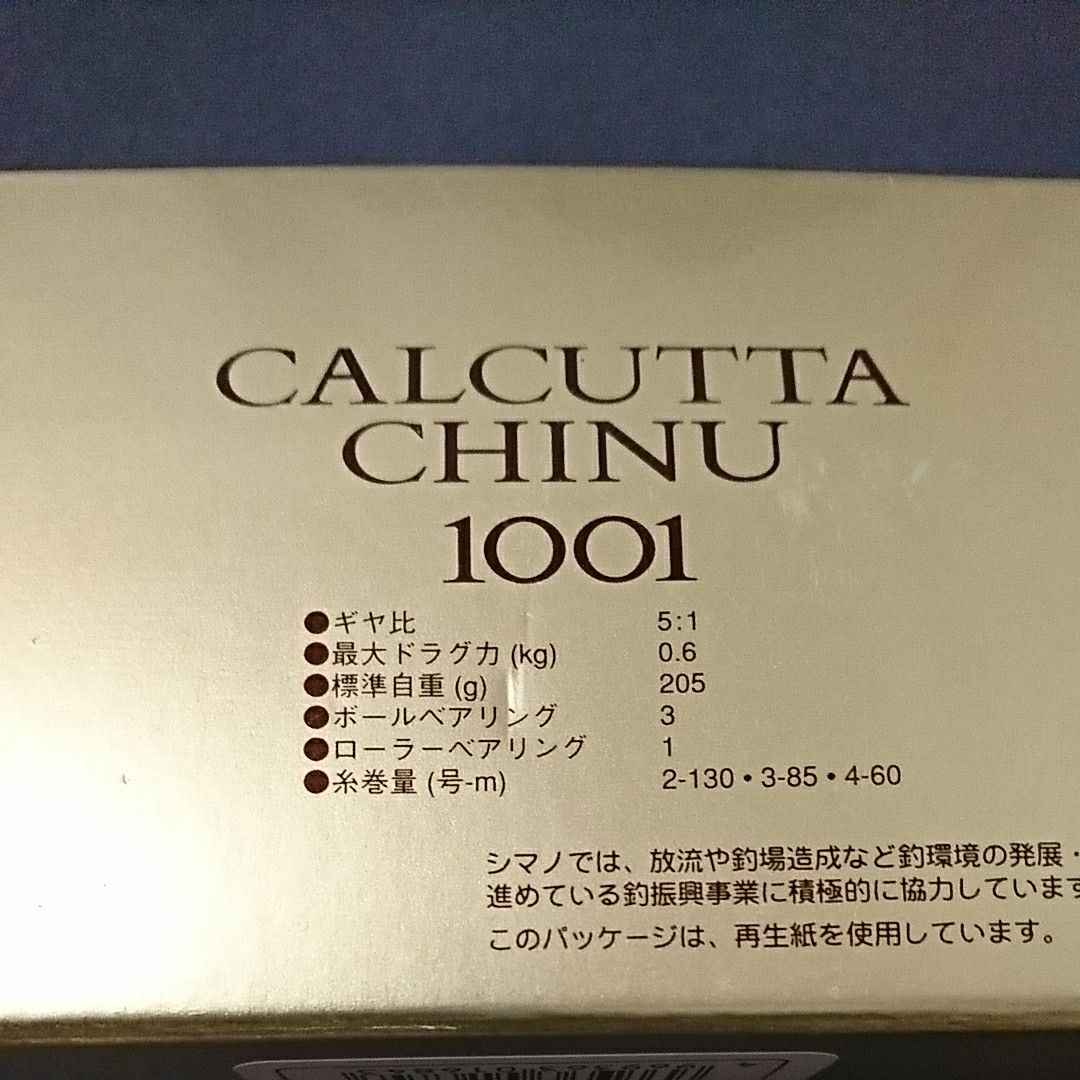 CALCUTTA
CHINU
1001
●ギヤ比 5:1
●最大ドラグ力 (kg) 0.6
●標準自重 (g) 205
●ボールベアリング 3
●ローラーベアリング 1
●糸巻量 (号-m) 2-130・3-85・4-60
シマノでは、放流や釣場造成など釣環境の発展・
進めている釣振興事業に積極的に協力しています
このパッケージは、再生紙を使用しています。